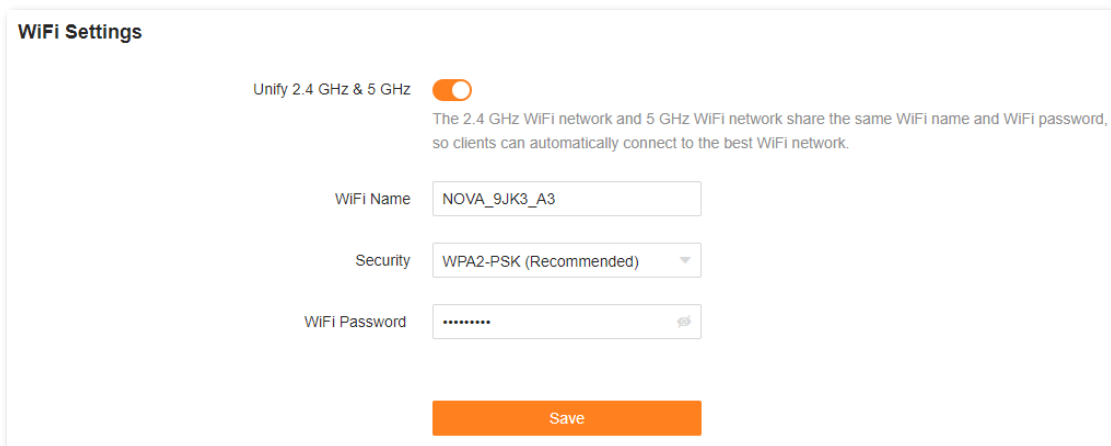 WiFi Settings
Unify 2.4 GHz & 5 GHz
The 2.4 GHz WiFi network and 5 GHz WiFi network share the same WiFi name and WiFi password,
so clients can automatically connect to the best WiFi network.
WiFi Name NOVA_9JK3_A3
Security WPA2-PSK (Recommended)
WiFi Password •••••••••
Save